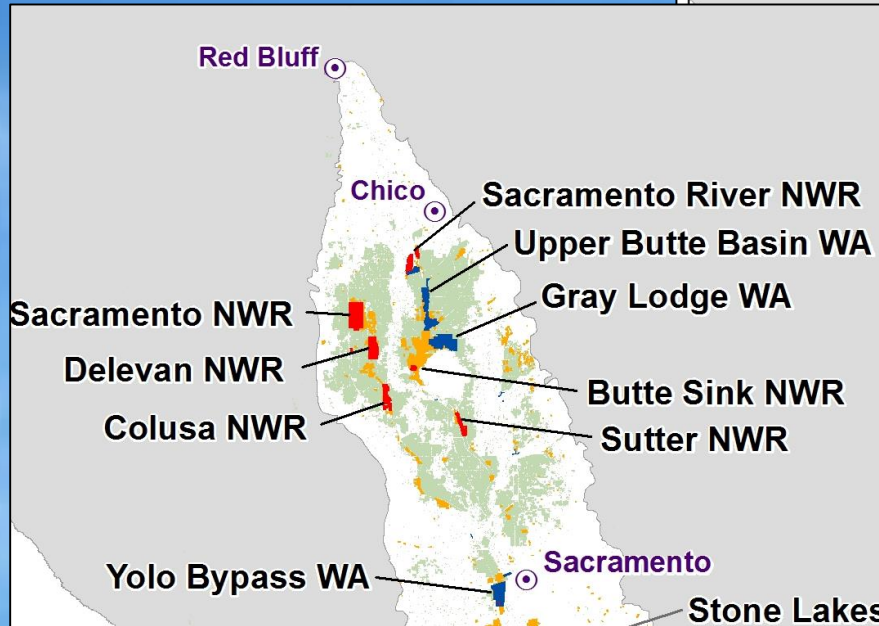 Red Bluff
Chico
Sacramento River NWR
Upper Butte Basin WA
Gray Lodge WA
Sacramento NWR
Delevan NWR
Butte Sink NWR
Colusa NWR
Sutter NWR
Sacramento
Yolo Bypass WA
Stone Lakes